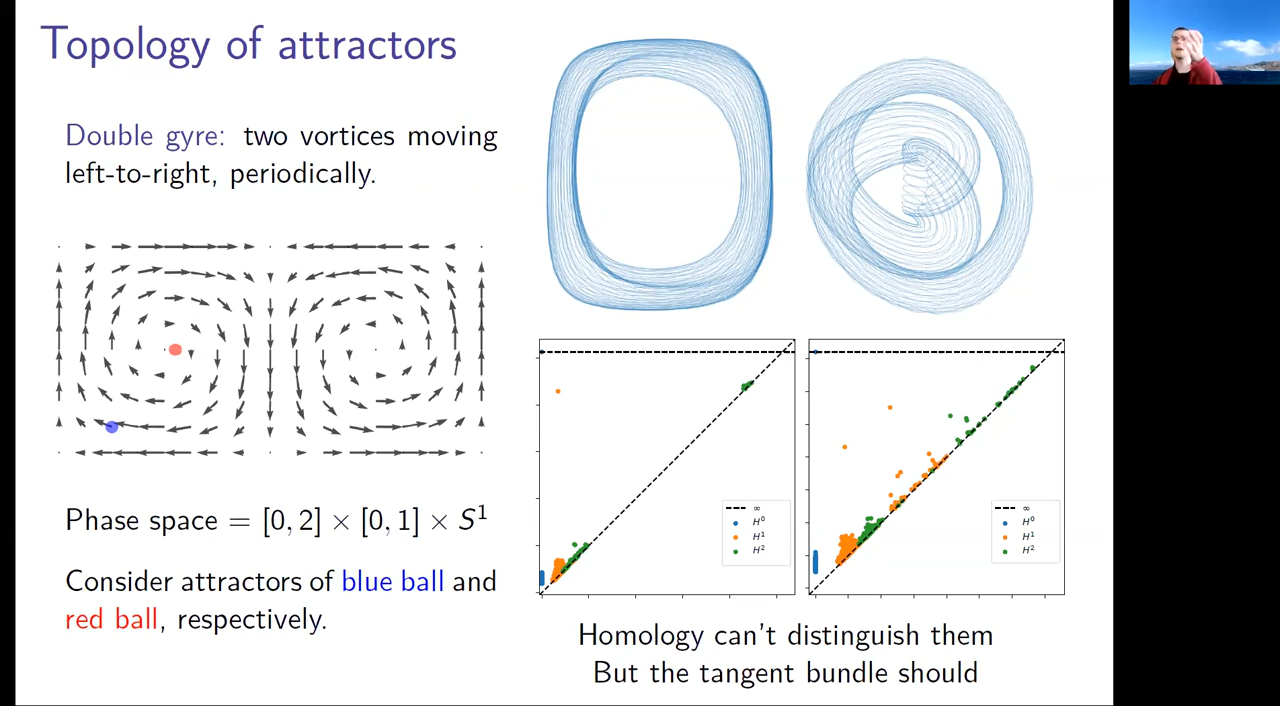 Topology of attractors
Double gyre: two vortices moving
left-to-right, periodically.
Phase space = [0, 2] × [0, 1] × S¹
Consider attractors of blue ball and
red ball, respectively.
∞
H⁰
H¹
H²
∞
H⁰
H¹
H²
Homology can't distinguish them
But the tangent bundle should